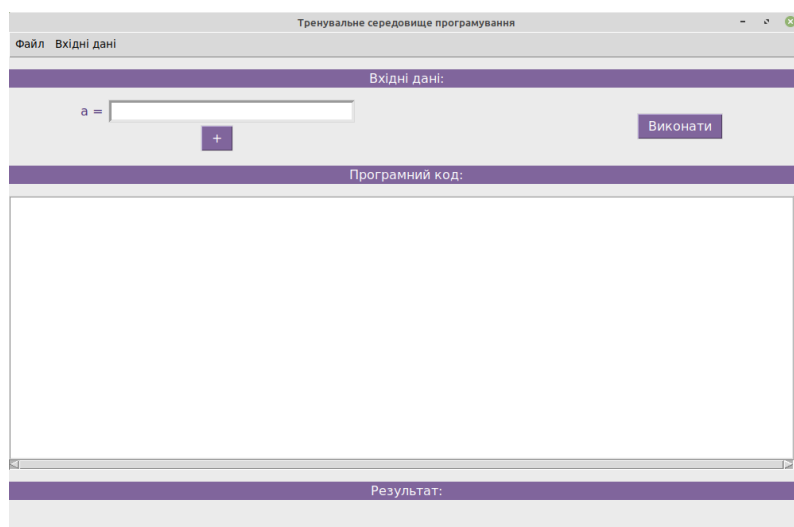 Тренувальне середовище програмування
Файл Вхідні дані
Вхідні дані:
a =
+
Виконати
Програмний код:
Результат: